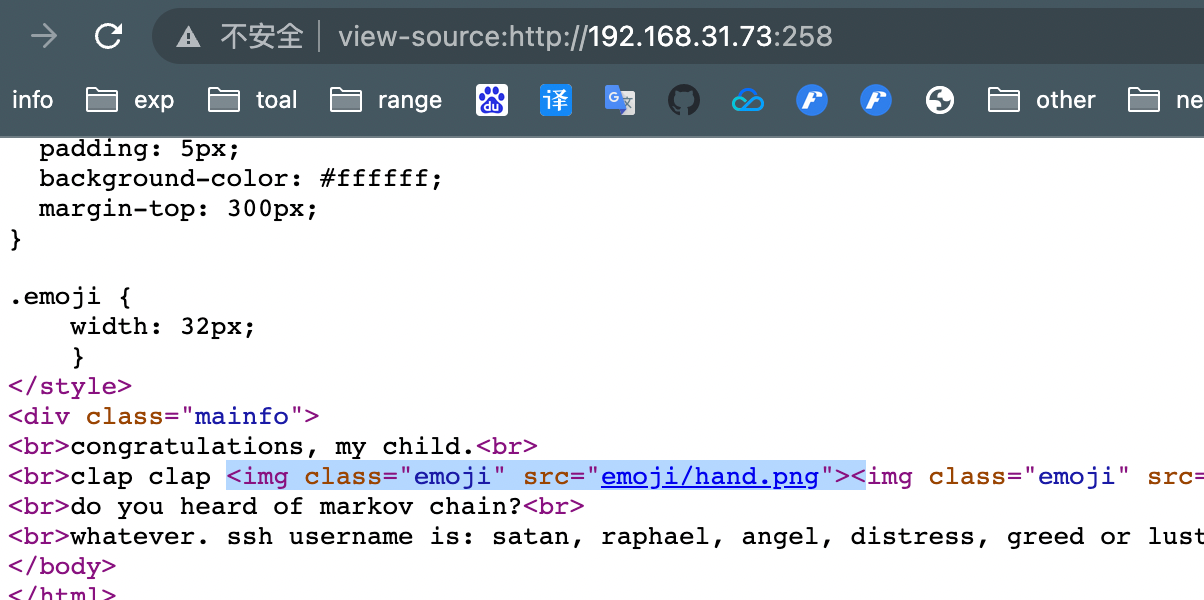 不安全 | view-source:http://192.168.31.73:258
info exp toal range du 译 G 文 other ne
padding: 5px;
background-color: #ffffff;
margin-top: 300px;
}
.emoji {
width: 32px;
}
</style>
<div class="mainfo">
<br>congratulations, my child.<br>
<br>clap clap <img class="emoji" src="emoji/hand.png"><img class="emoji" src=
<br>do you heard of markov chain?<br>
<br>whatever. ssh username is: satan, raphael, angel, distress, greed or lust
</body>
</html>